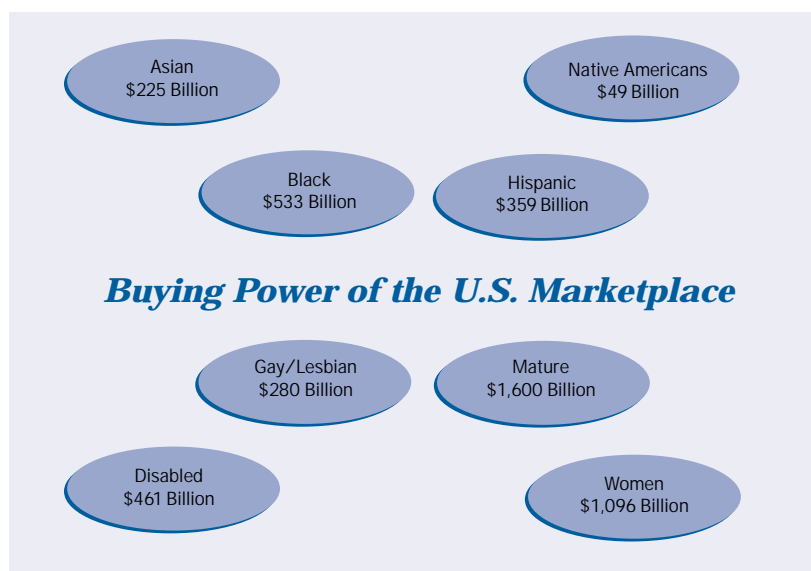 Asian
$225 Billion
Native Americans
$49 Billion
Black
$533 Billion
Hispanic
$359 Billion
Buying Power of the U.S. Marketplace
Gay/Lesbian
$280 Billion
Mature
$1,600 Billion
Disabled
$461 Billion
Women
$1,096 Billion